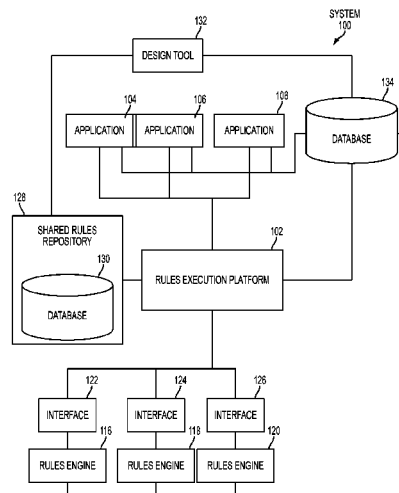 SYSTEM
100
132
DESIGN TOOL
134
DATABASE
104
106
108
APPLICATION
APPLICATION
APPLICATION
128
SHARED RULES
REPOSITORY
130
DATABASE
102
RULES EXECUTION PLATFORM
122
124
126
INTERFACE
INTERFACE
INTERFACE
116
118
120
RULES ENGINE
RULES ENGINE
RULES ENGINE